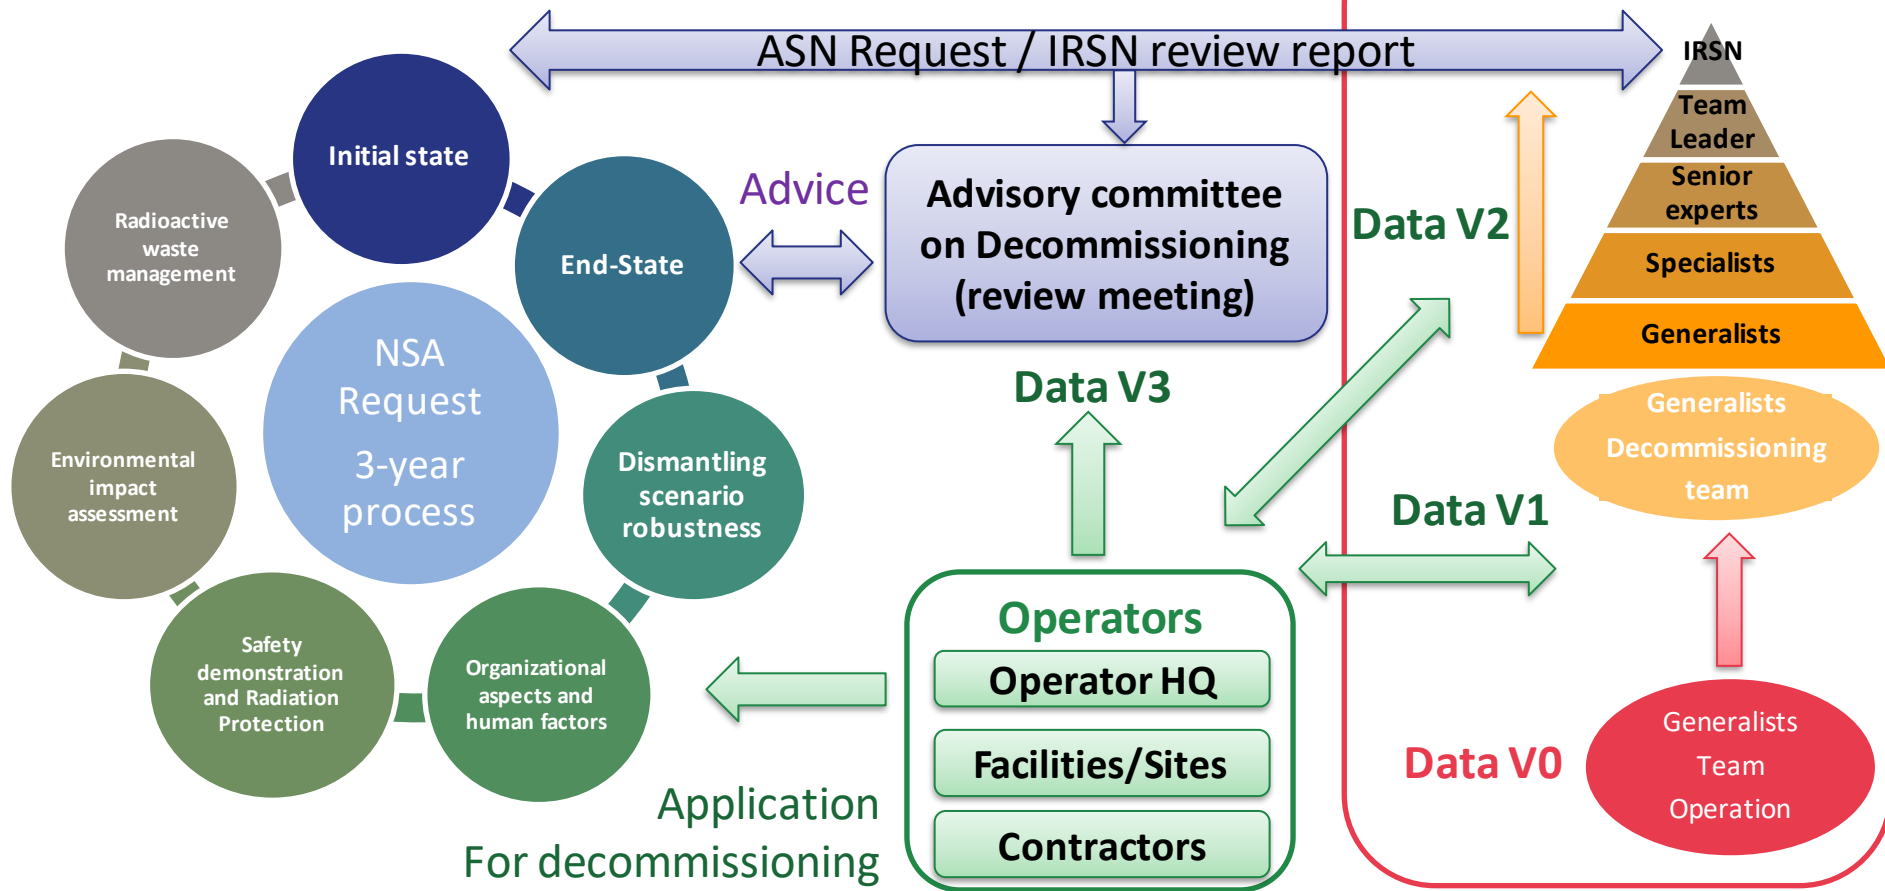 ASN Request / IRSN review report
Initial state
End-State
Dismantling
scenario
robustness
Organizational
aspects and
human factors
Safety
demonstration
and Radiation
Protection
Environmental
impact
assessment
Radioactive
waste
management
NSA
Request
3-year
process
Advice
Advisory committee
on Decommissioning
(review meeting)
Data V3
Operators
Operator HQ
Facilities/Sites
Contractors
Application
For decommissioning
Data V2
Data V1
Data V0
IRSN
Team
Leader
Senior
experts
Specialists
Generalists
Generalists
Decommissioning
team
Generalists
Team
Operation